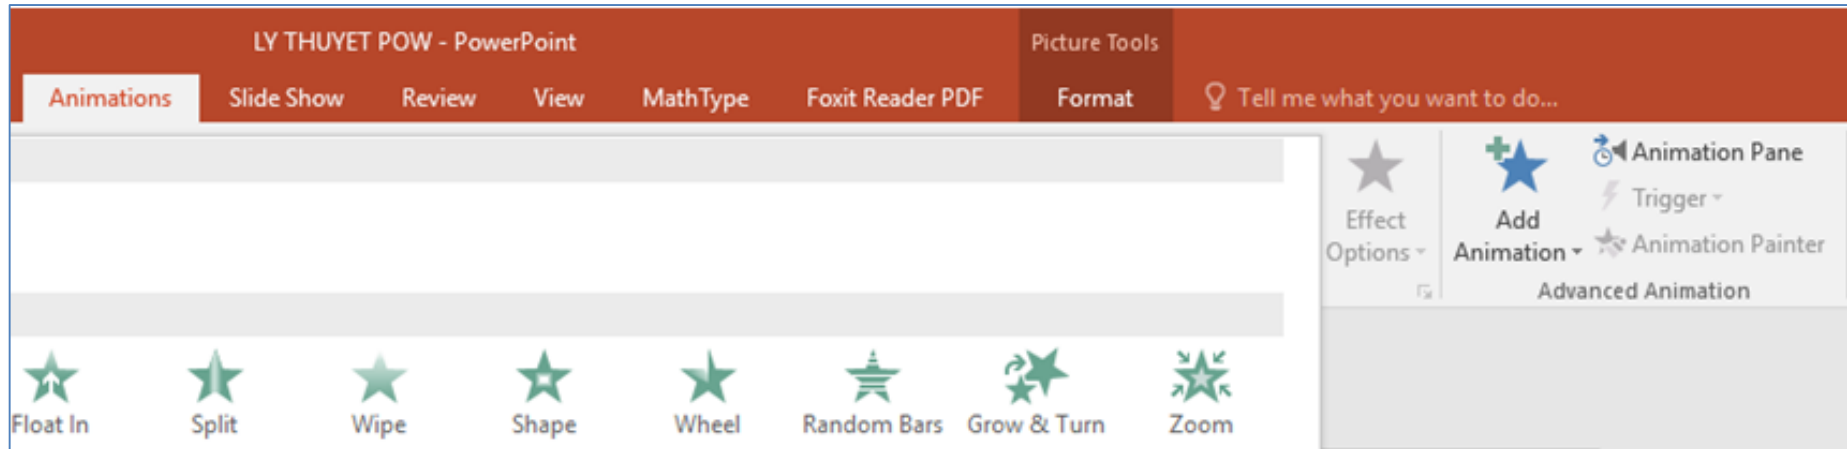 LY THUYET POW - PowerPoint
Picture Tools
Animations Slide Show Review View MathType Foxit Reader PDF Format Tell me what you want to do...
Effect Options
Add Animation
Animation Pane
Trigger
Animation Painter
Advanced Animation
Float In Split Wipe Shape Wheel Random Bars Grow & Turn Zoom